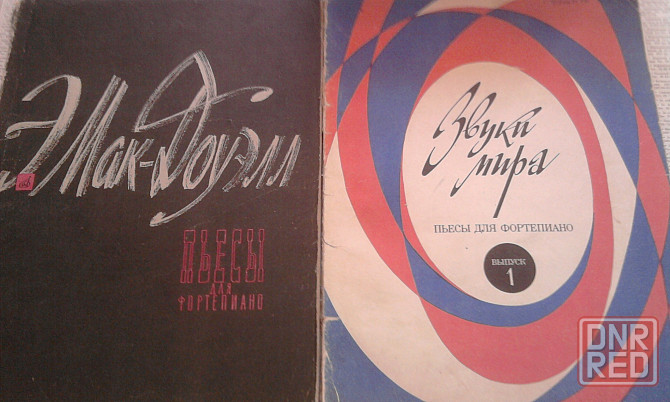 Э Мак-Доуэлл
ПЬЕСЫ
ДЛЯ
ФОРТЕПИАНО
Звуки
мира
ПЬЕСЫ ДЛЯ ФОРТЕПИАНО
ВЫПУСК
1
DNR
RED